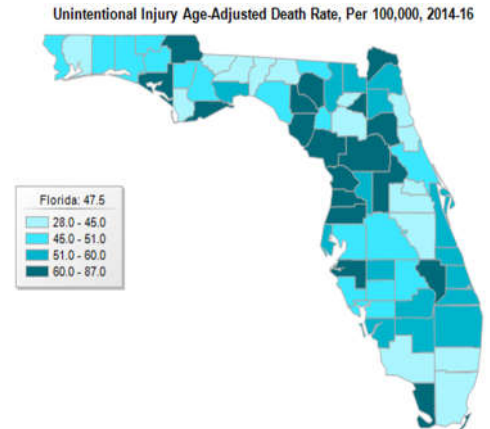 Unintentional Injury Age-Adjusted Death Rate, Per 100,000, 2014-16
Florida: 47.5
28.0 - 45.0
45.0 - 51.0
51.0 - 60.0
60.0 - 87.0